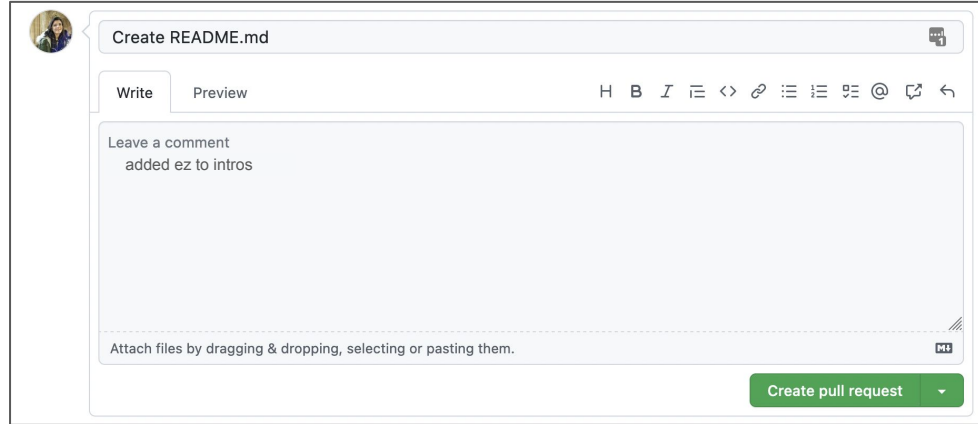 Create README.md
Write Preview H B I <> @
Leave a comment
added ez to intros
Attach files by dragging & dropping, selecting or pasting them.
M↓
Create pull request